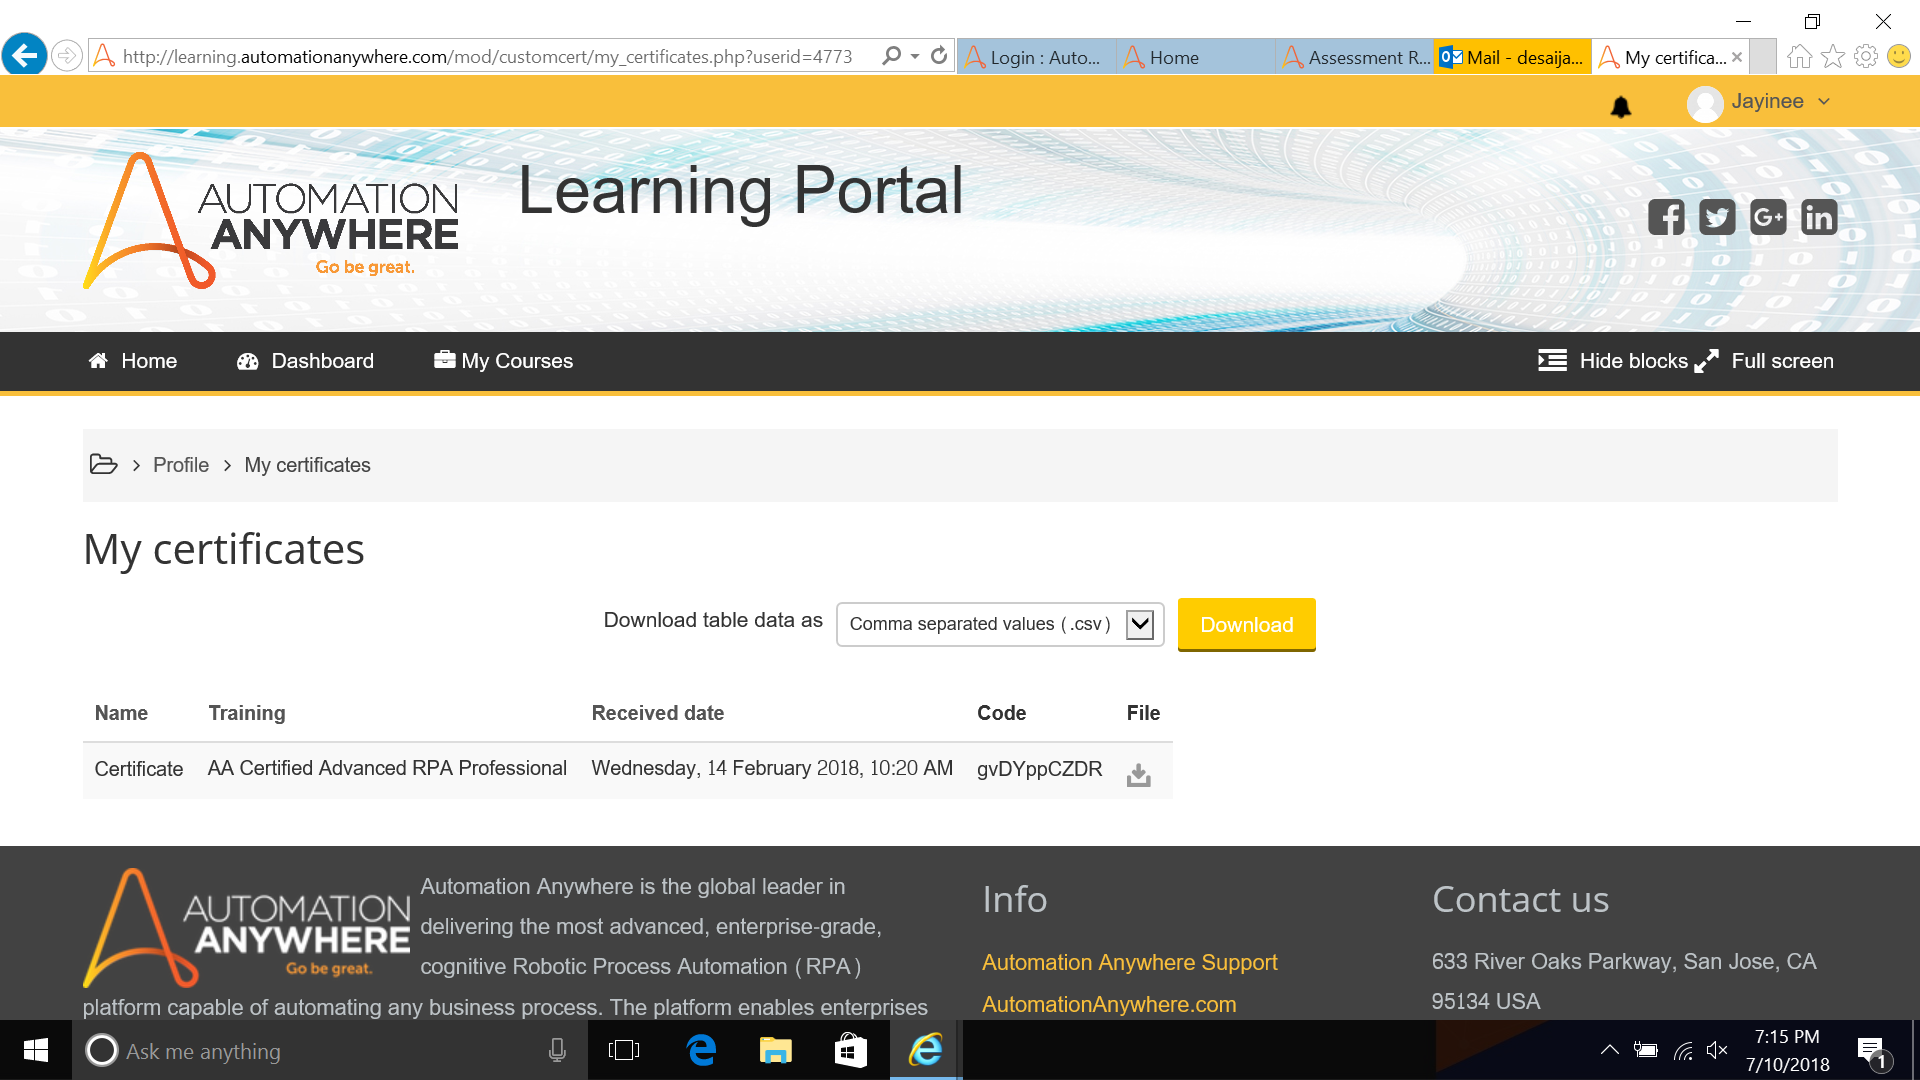 http://learning.automationanywhere.com/mod/customcert/my_certificates.php?userid=4773
Login : Auto...
Home
Assessment R...
Mail - desaija...
My certifica...
Jayinee
AUTOMATION
ANYWHERE
Go be great.
Learning Portal
Home
Dashboard
My Courses
Hide blocks
Full screen
Profile
My certificates
My certificates
Download table data as
Comma separated values (.csv)
Download
Name Training Received date Code File
Certificate AA Certified Advanced RPA Professional Wednesday, 14 February 2018, 10:20 AM gvDYppCZDR
AUTOMATION
ANYWHERE
Go be great.
Automation Anywhere is the global leader in
delivering the most advanced, enterprise-grade,
cognitive Robotic Process Automation (RPA)
platform capable of automating any business process. The platform enables enterprises
Info
Automation Anywhere Support
AutomationAnywhere.com
Contact us
633 River Oaks Parkway, San Jose, CA
95134 USA
Ask me anything
7:15 PM
7/10/2018
1